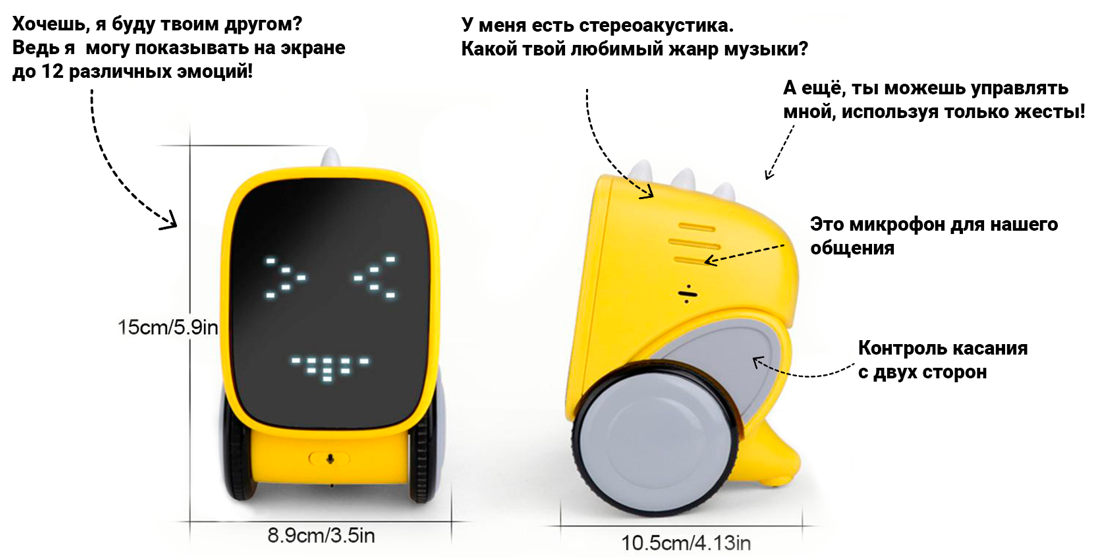 Хочешь, я буду твоим другом?
Ведь я могу показывать на экране
до 12 различных эмоций!
У меня есть стереоакустика.
Какой твой любимый жанр музыки?
А ещё, ты можешь управлять
мной, используя только жесты!
Это микрофон для нашего
общения
15cm/5.9in
Контроль касания
с двух сторон
8.9cm/3.5in
10.5cm/4.13in